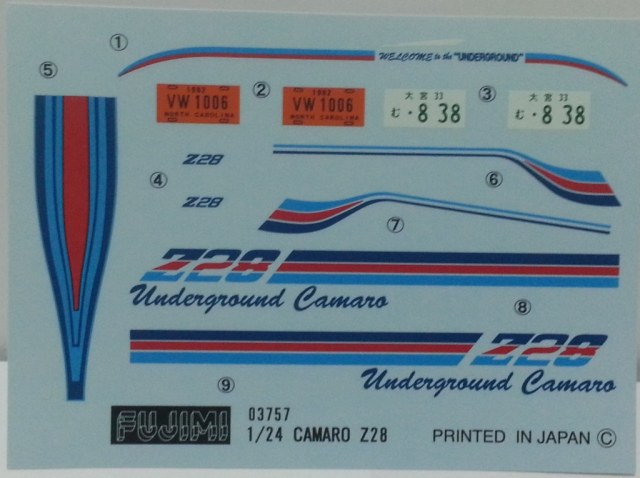 ①
WELCOME to the "UNDERGROUND"
⑤
1982
VW 1006
NORTH CAROLINA
②
1982
VW 1006
NORTH CAROLINA
大宮 33
む・8 38
③
大宮 33
む・8 38
④
Z28
Z28
⑥
⑦
Z28
Underground Camaro
⑧
Z28
Underground Camaro
⑨
FUJIMI
03757
1/24 CAMARO Z28
PRINTED IN JAPAN ©